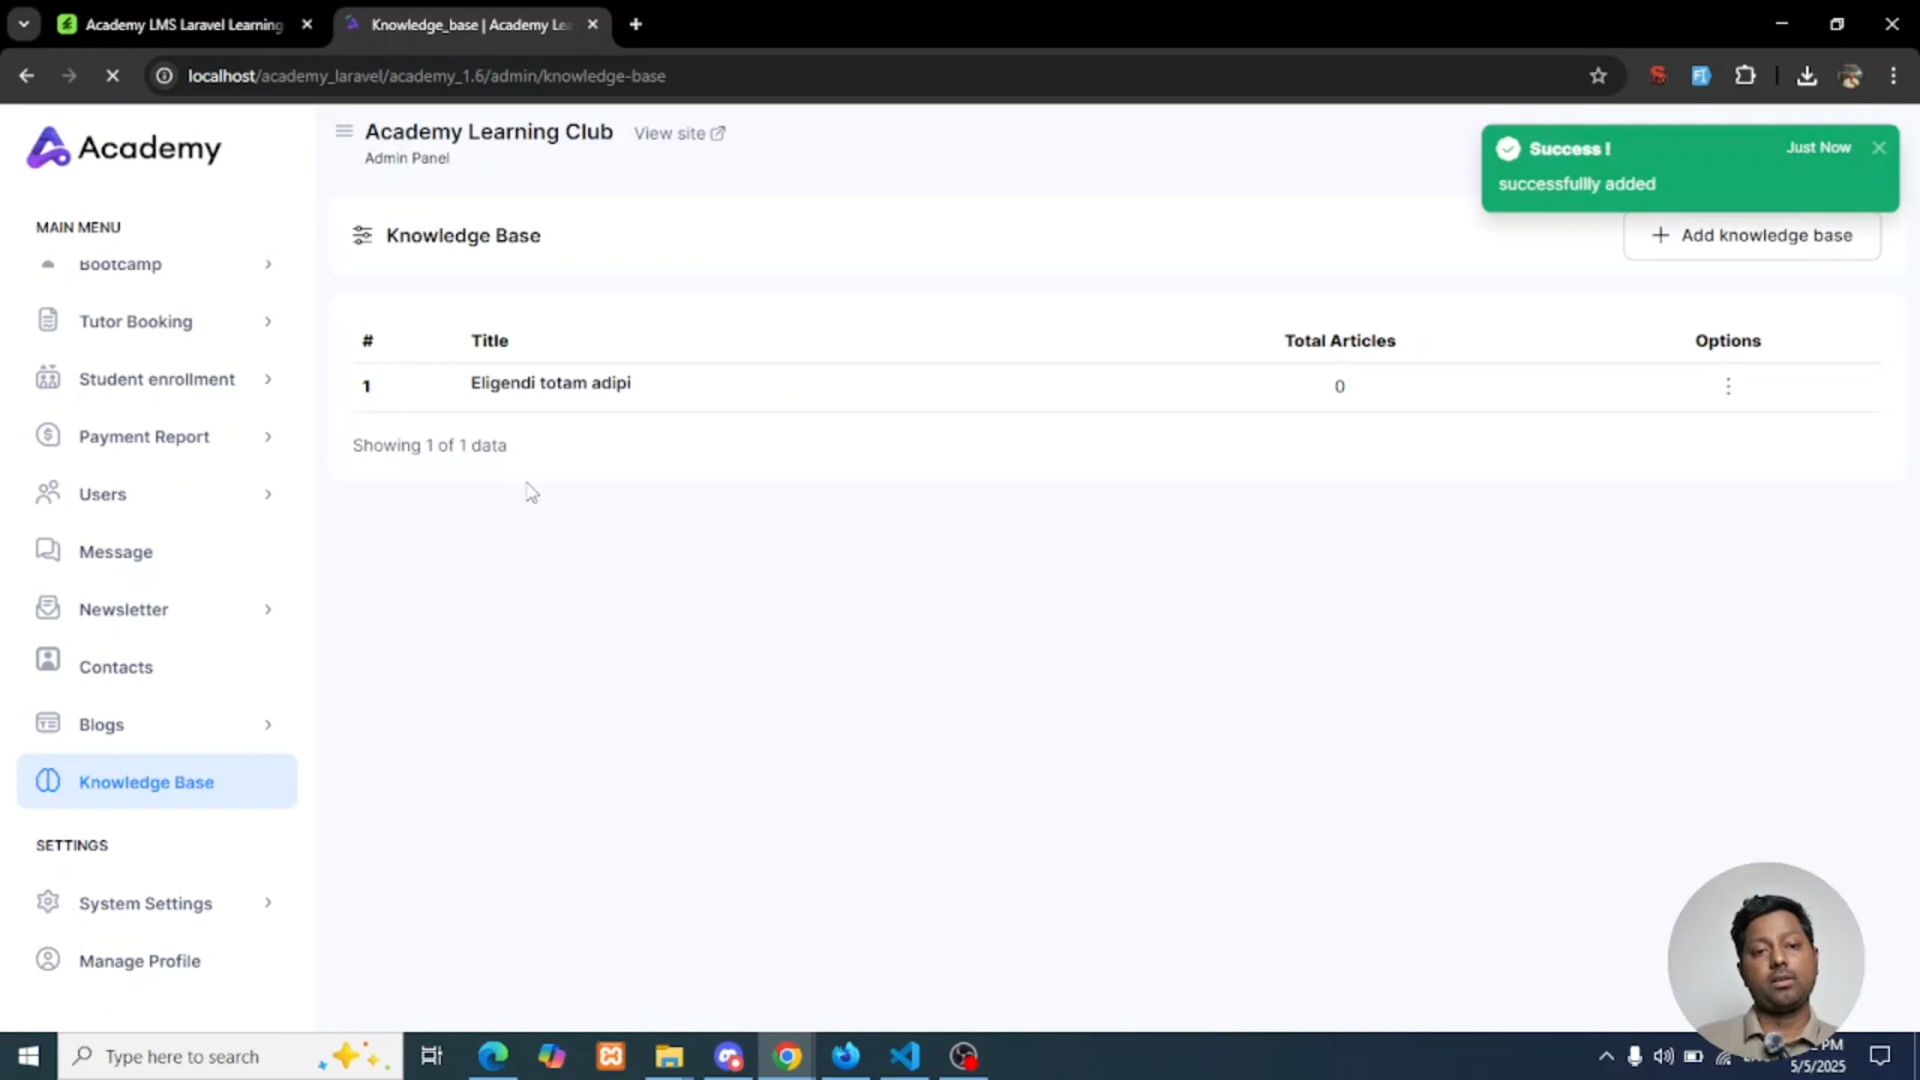 Academy LMS Laravel Learning
Knowledge_base | Academy Le
localhost/academy_laravel/academy_1.6/admin/knowledge-base
Academy
Academy Learning Club
View site
Admin Panel
Success !
Just Now
successfullly added
MAIN MENU
Bootcamp
Tutor Booking
Student enrollment
Payment Report
Users
Message
Newsletter
Contacts
Blogs
Knowledge Base
SETTINGS
System Settings
Manage Profile
Knowledge Base
+ Add knowledge base
# Title Total Articles Options
1 Eligendi totam adipi 0
Showing 1 of 1 data
Type here to search
PM
5/5/2025